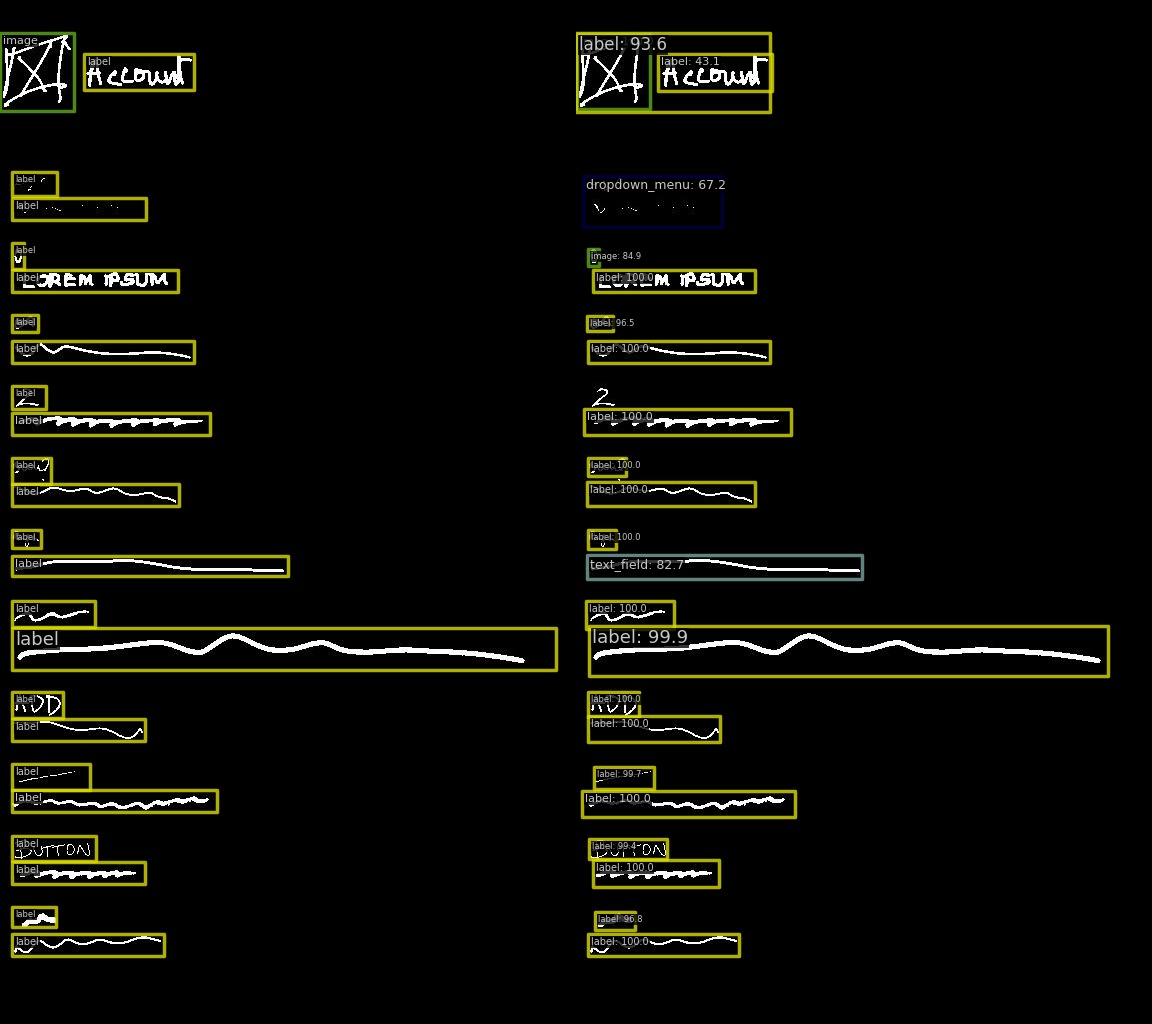 image label: 93.6
label Account label: 43.1 Account
label
label dropdown_menu: 67.2
label image: 84.9
label LOREM IPSUM label: 100.0 LOREM IPSUM
label label: 96.5
label label: 100.0
label 2
label label: 100.0
label label: 100.0
label label: 100.0
label label: 100.0
label text_field: 82.7
label label: 100.0
label label: 99.9
label label: 100.0
label label: 100.0
label label: 99.7
label label: 100.0
label BUTTON label: 99.4 BUTTON
label label: 100.0
label label: 96.8
label label: 100.0